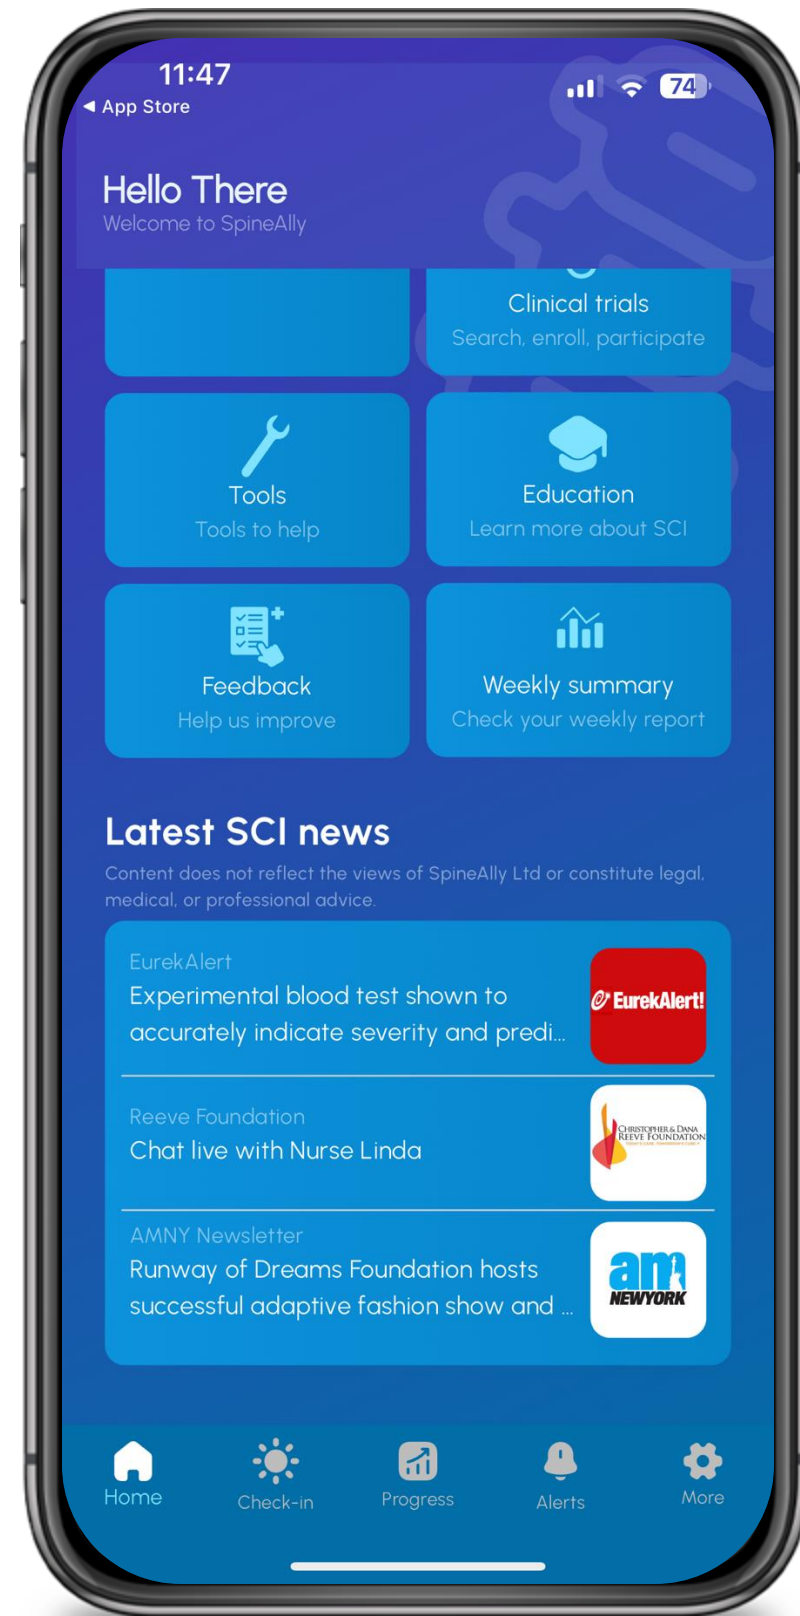 11:47
74
◀ App Store
Hello There
Welcome to SpineAlly
Clinical trials
Search, enroll, participate
Tools
Tools to help
Education
Learn more about SCI
Feedback
Help us improve
Weekly summary
Check your weekly report
Latest SCI news
Content does not reflect the views of SpineAlly Ltd or constitute legal,
medical, or professional advice.
EurekAlert
Experimental blood test shown to
accurately indicate severity and predi...
EurekAlert!
Reeve Foundation
Chat live with Nurse Linda
CHRISTOPHER & DANA
REEVE FOUNDATION
AMNY Newsletter
Runway of Dreams Foundation hosts
successful adaptive fashion show and ...
am
NEWYORK
Home
Check-in
Progress
Alerts
More